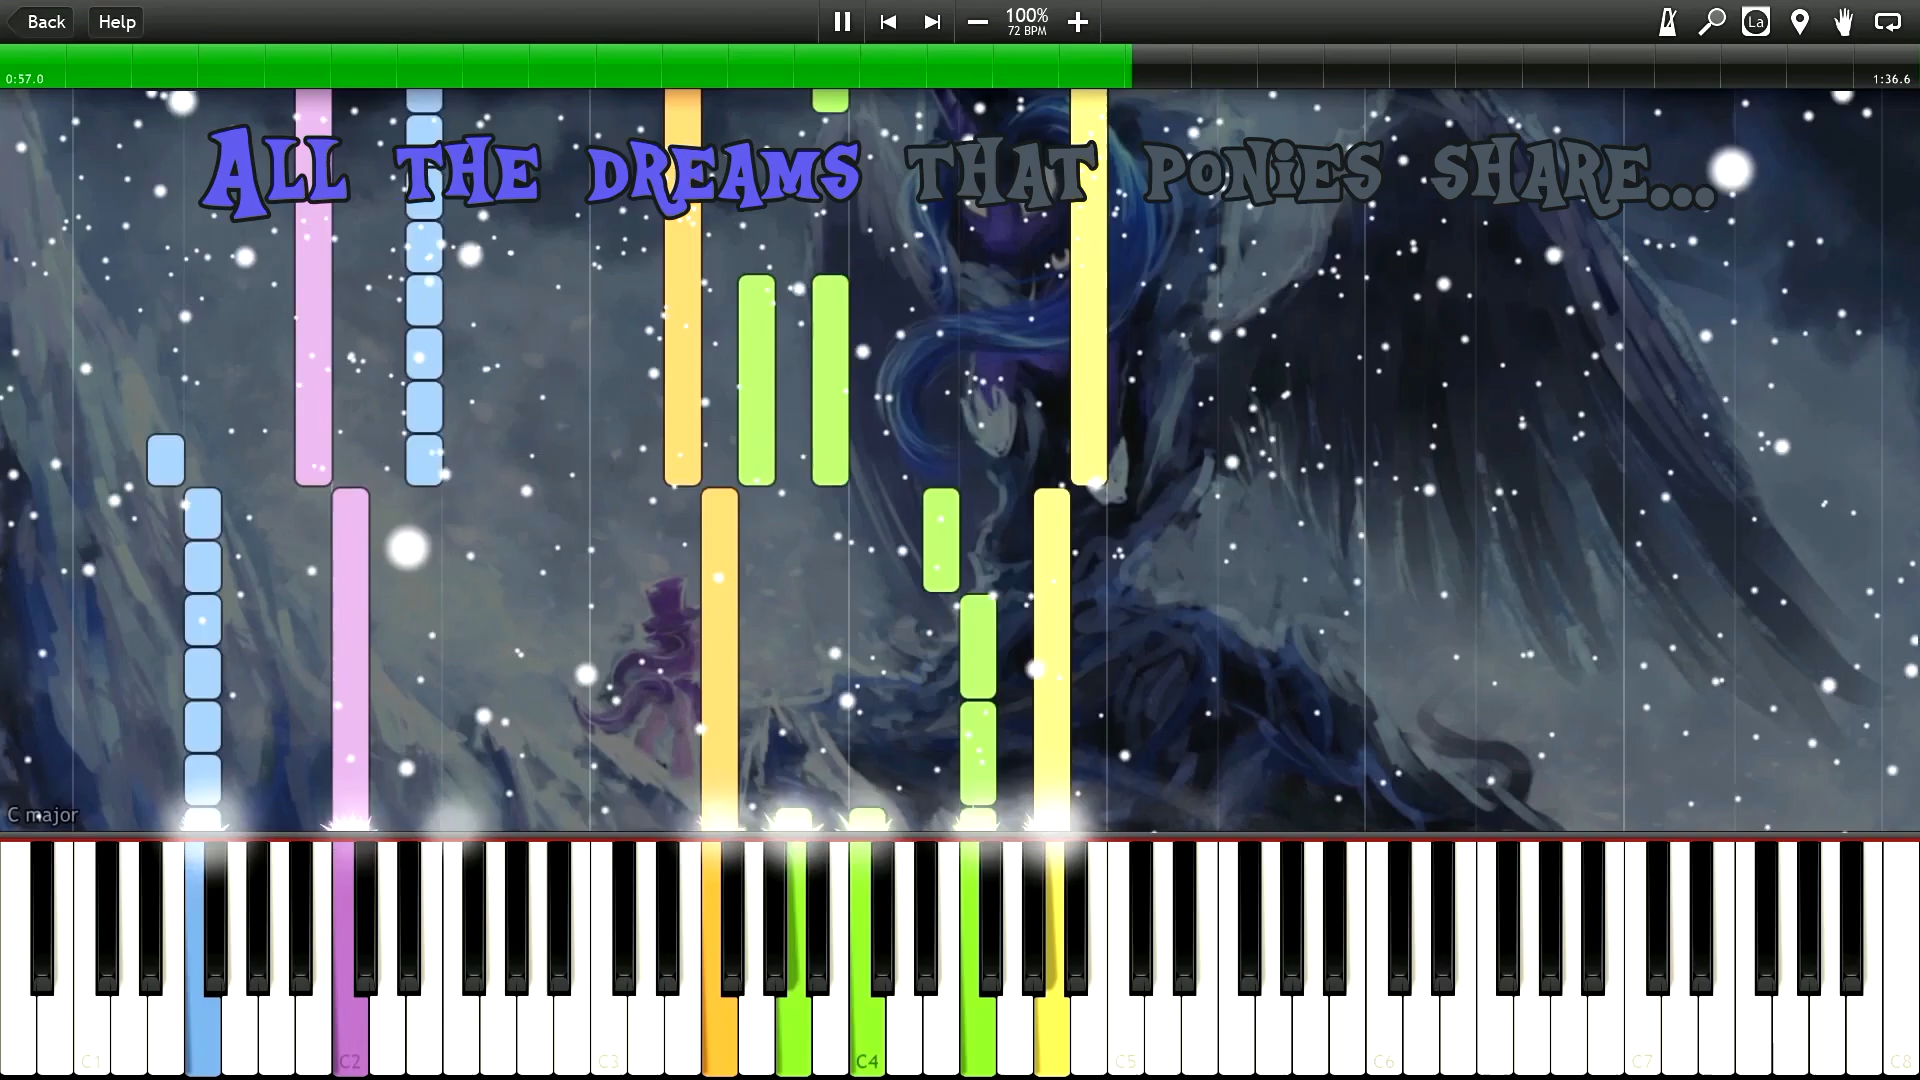 Back Help 100% La
72 BPM
0:57.0 1:36.6
All the dreams that ponies share...
C major
C1 C2 C3 C4 C5 C6 C7 C8